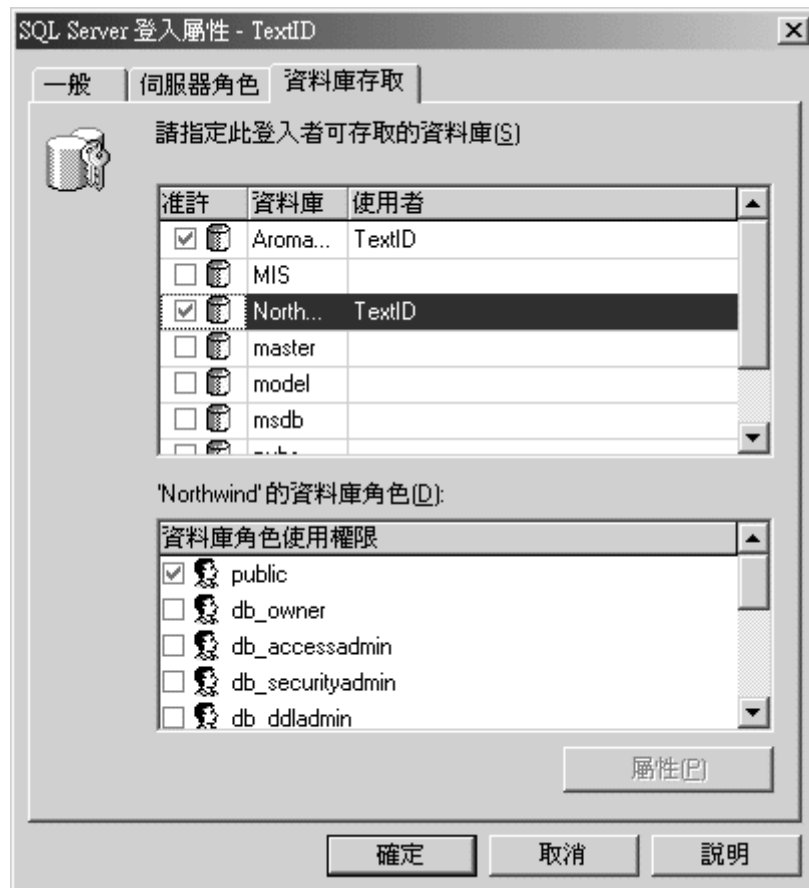 SQL Server 登入屬性 - TextID
一般 伺服器角色 資料庫存取
請指定此登入者可存取的資料庫(S)
准許 資料庫 使用者
Aroma... TextID
MIS
North... TextID
master
model
msdb
'Northwind' 的資料庫角色(D):
資料庫角色使用權限
public
db_owner
db_accessadmin
db_securityadmin
db_ddladmin
屬性(P)
確定 取消 說明